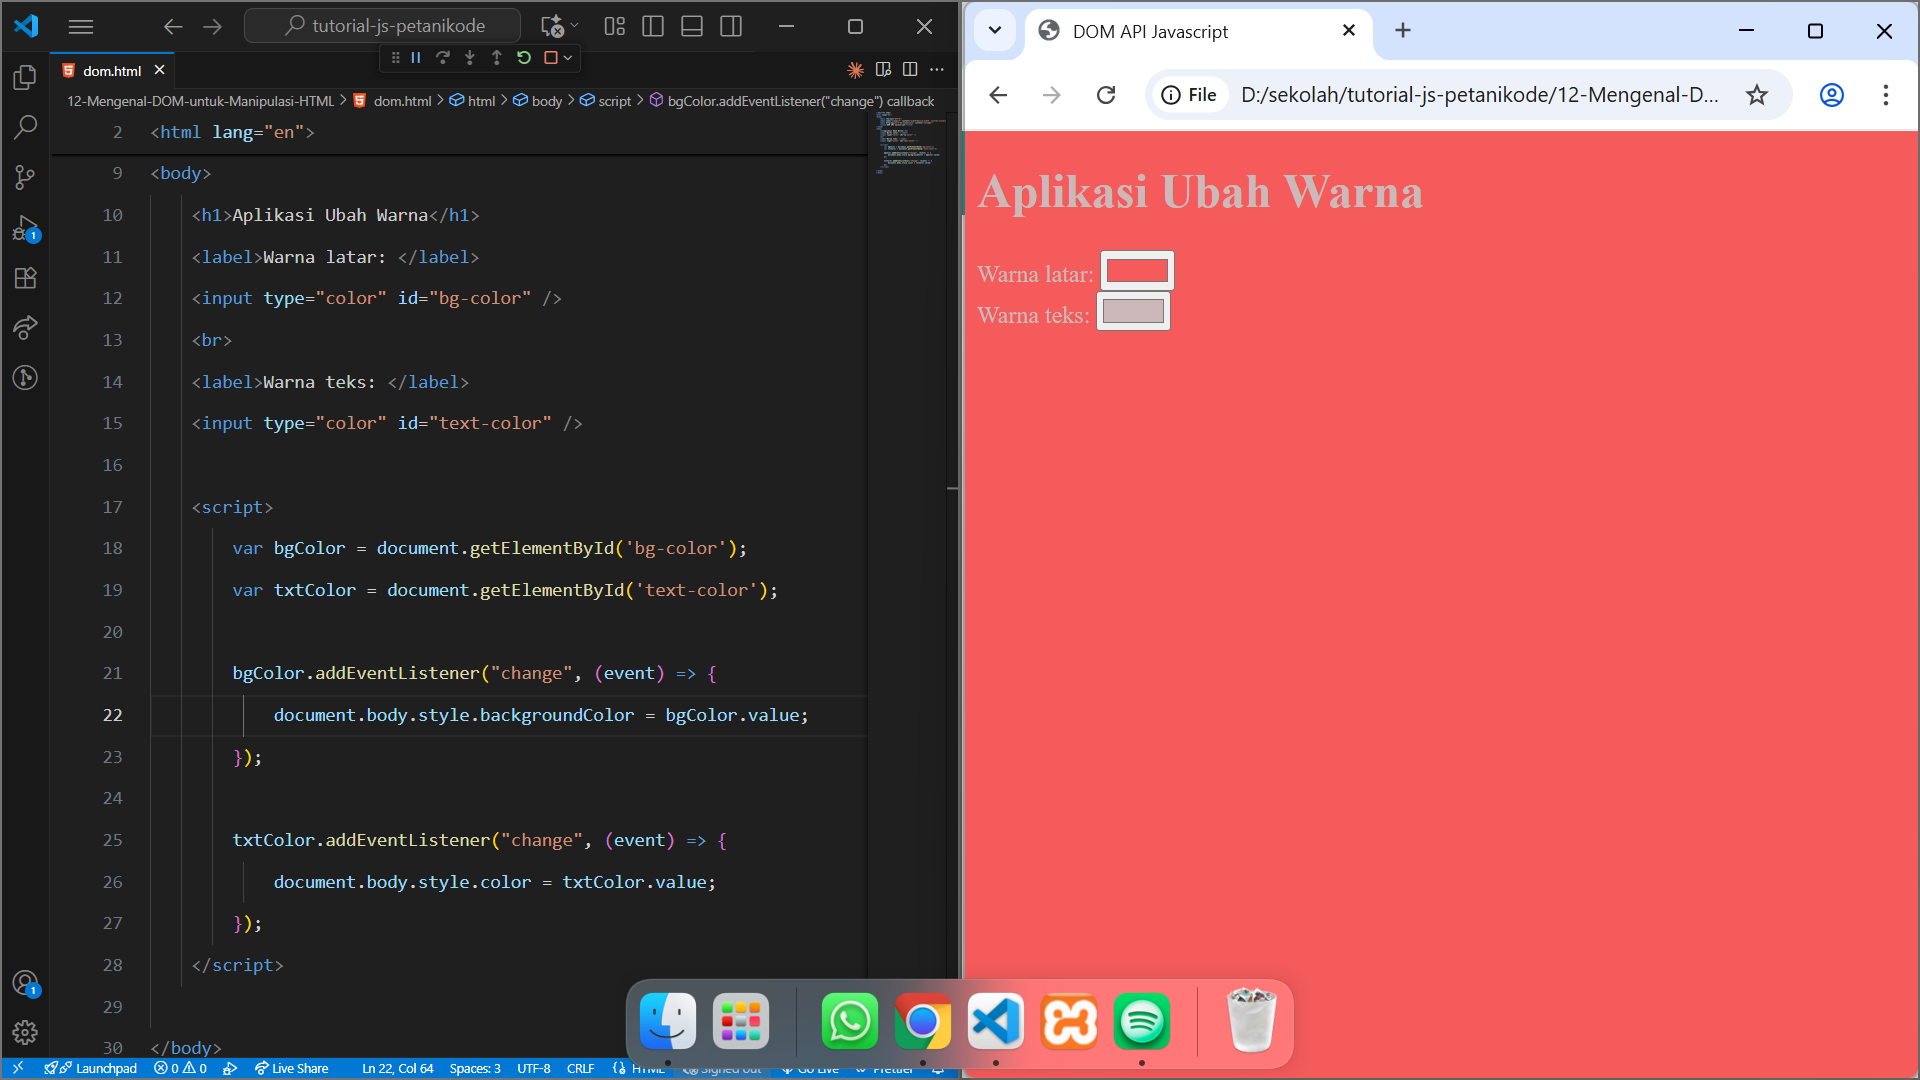 tutorial-js-petanikode
dom.html
12-Mengenal-DOM-untuk-Manipulasi-HTML > dom.html > html > body > script > bgColor.addEventListener("change") callback
2 <html lang="en">
9 <body>
10 <h1>Aplikasi Ubah Warna</h1>
11 <label>Warna latar: </label>
12 <input type="color" id="bg-color" />
13 <br>
14 <label>Warna teks: </label>
15 <input type="color" id="text-color" />
16
17 <script>
18 var bgColor = document.getElementById('bg-color');
19 var txtColor = document.getElementById('text-color');
20
21 bgColor.addEventListener("change", (event) => {
22 document.body.style.backgroundColor = bgColor.value;
23 });
24
25 txtColor.addEventListener("change", (event) => {
26 document.body.style.color = txtColor.value;
27 });
28 </script>
29
30 </body>
1
1
Launchpad 0 0 Live Share Ln 22, Col 64 Spaces: 3 UTF-8 CRLF HTML Signed out Go Live Prettier
DOM API Javascript
File D:/sekolah/tutorial-js-petanikode/12-Mengenal-D...
Aplikasi Ubah Warna
Warna latar:
Warna teks: